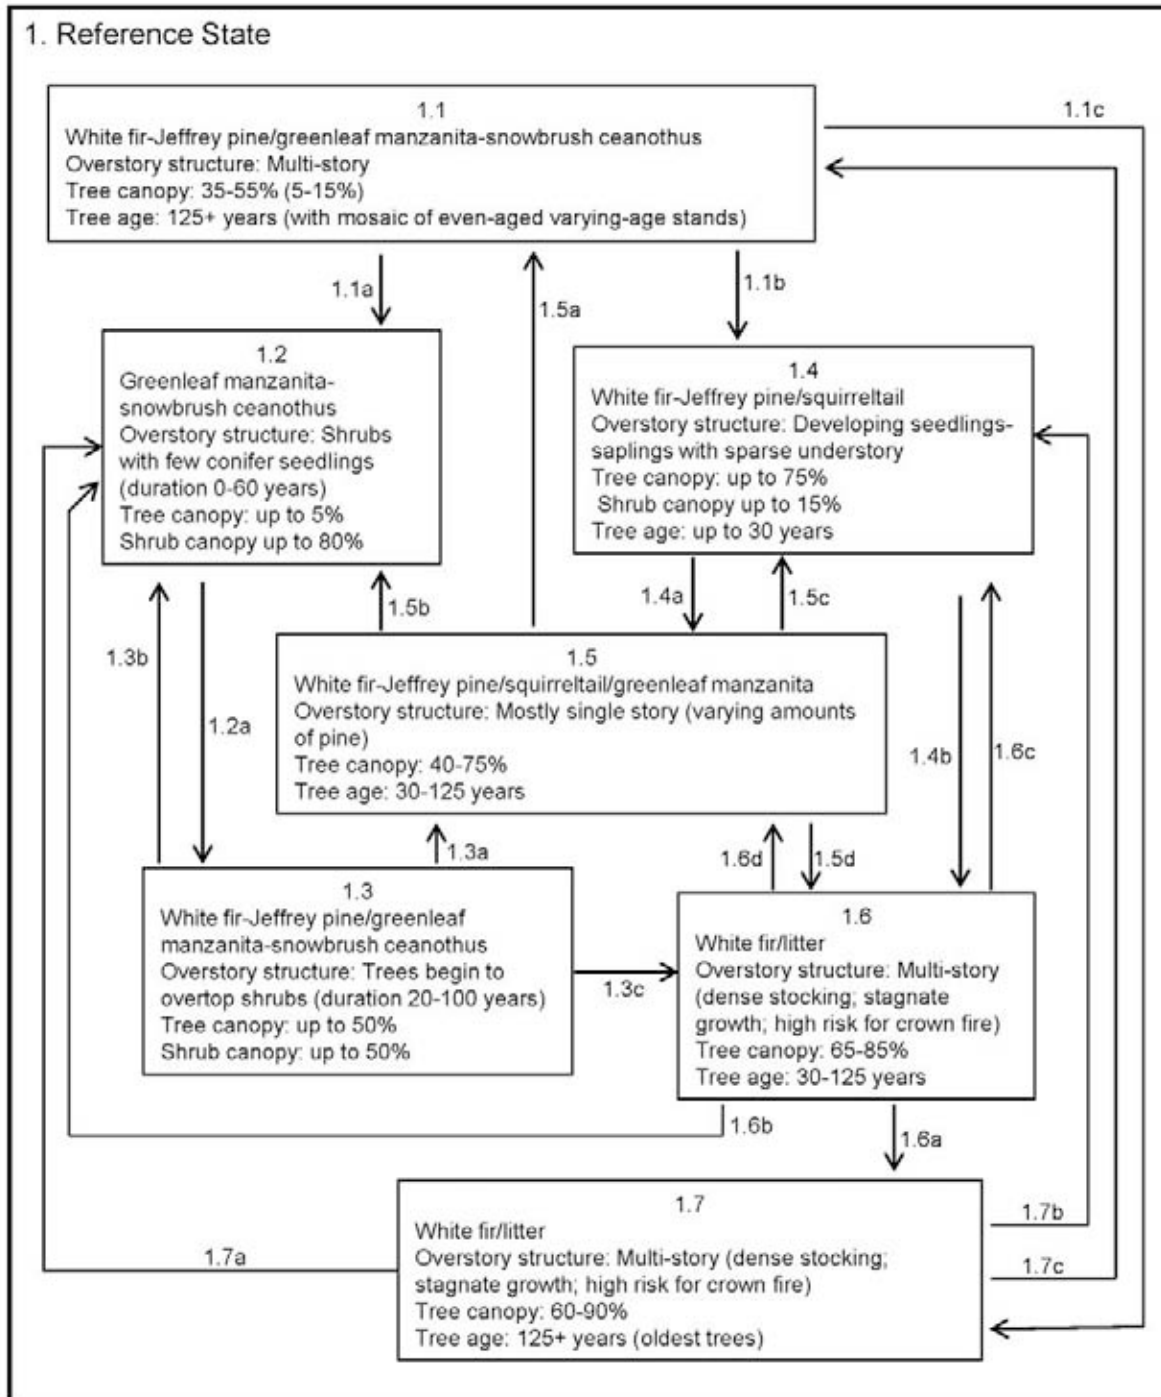 1. Reference State
1.1
White fir-Jeffrey pine/greenleaf manzanita-snowbrush ceanothus
Overstory structure: Multi-story
Tree canopy: 35-55% (5-15%)
Tree age: 125+ years (with mosaic of even-aged varying-age stands)
1.1c
1.1a
1.5a
1.1b
1.2
Greenleaf manzanita-
snowbrush ceanothus
Overstory structure: Shrubs
with few conifer seedlings
(duration 0-60 years)
Tree canopy: up to 5%
Shrub canopy up to 80%
1.4
White fir-Jeffrey pine/squirreltail
Overstory structure: Developing seedlings-
saplings with sparse understory
Tree canopy: up to 75%
Shrub canopy up to 15%
Tree age: up to 30 years
1.5b
1.4a
1.5c
1.3b
1.2a
1.5
White fir-Jeffrey pine/squirreltail/greenleaf manzanita
Overstory structure: Mostly single story (varying amounts
of pine)
Tree canopy: 40-75%
Tree age: 30-125 years
1.4b
1.6c
1.3a
1.6d
1.5d
1.3
White fir-Jeffrey pine/greenleaf
manzanita-snowbrush ceanothus
Overstory structure: Trees begin to
overtop shrubs (duration 20-100 years)
Tree canopy: up to 50%
Shrub canopy: up to 50%
1.3c
1.6
White fir/litter
Overstory structure: Multi-story
(dense stocking; stagnate
growth; high risk for crown fire)
Tree canopy: 65-85%
Tree age: 30-125 years
1.6b
1.6a
1.7
White fir/litter
Overstory structure: Multi-story (dense stocking;
stagnate growth; high risk for crown fire)
Tree canopy: 60-90%
Tree age: 125+ years (oldest trees)
1.7a
1.7b
1.7c